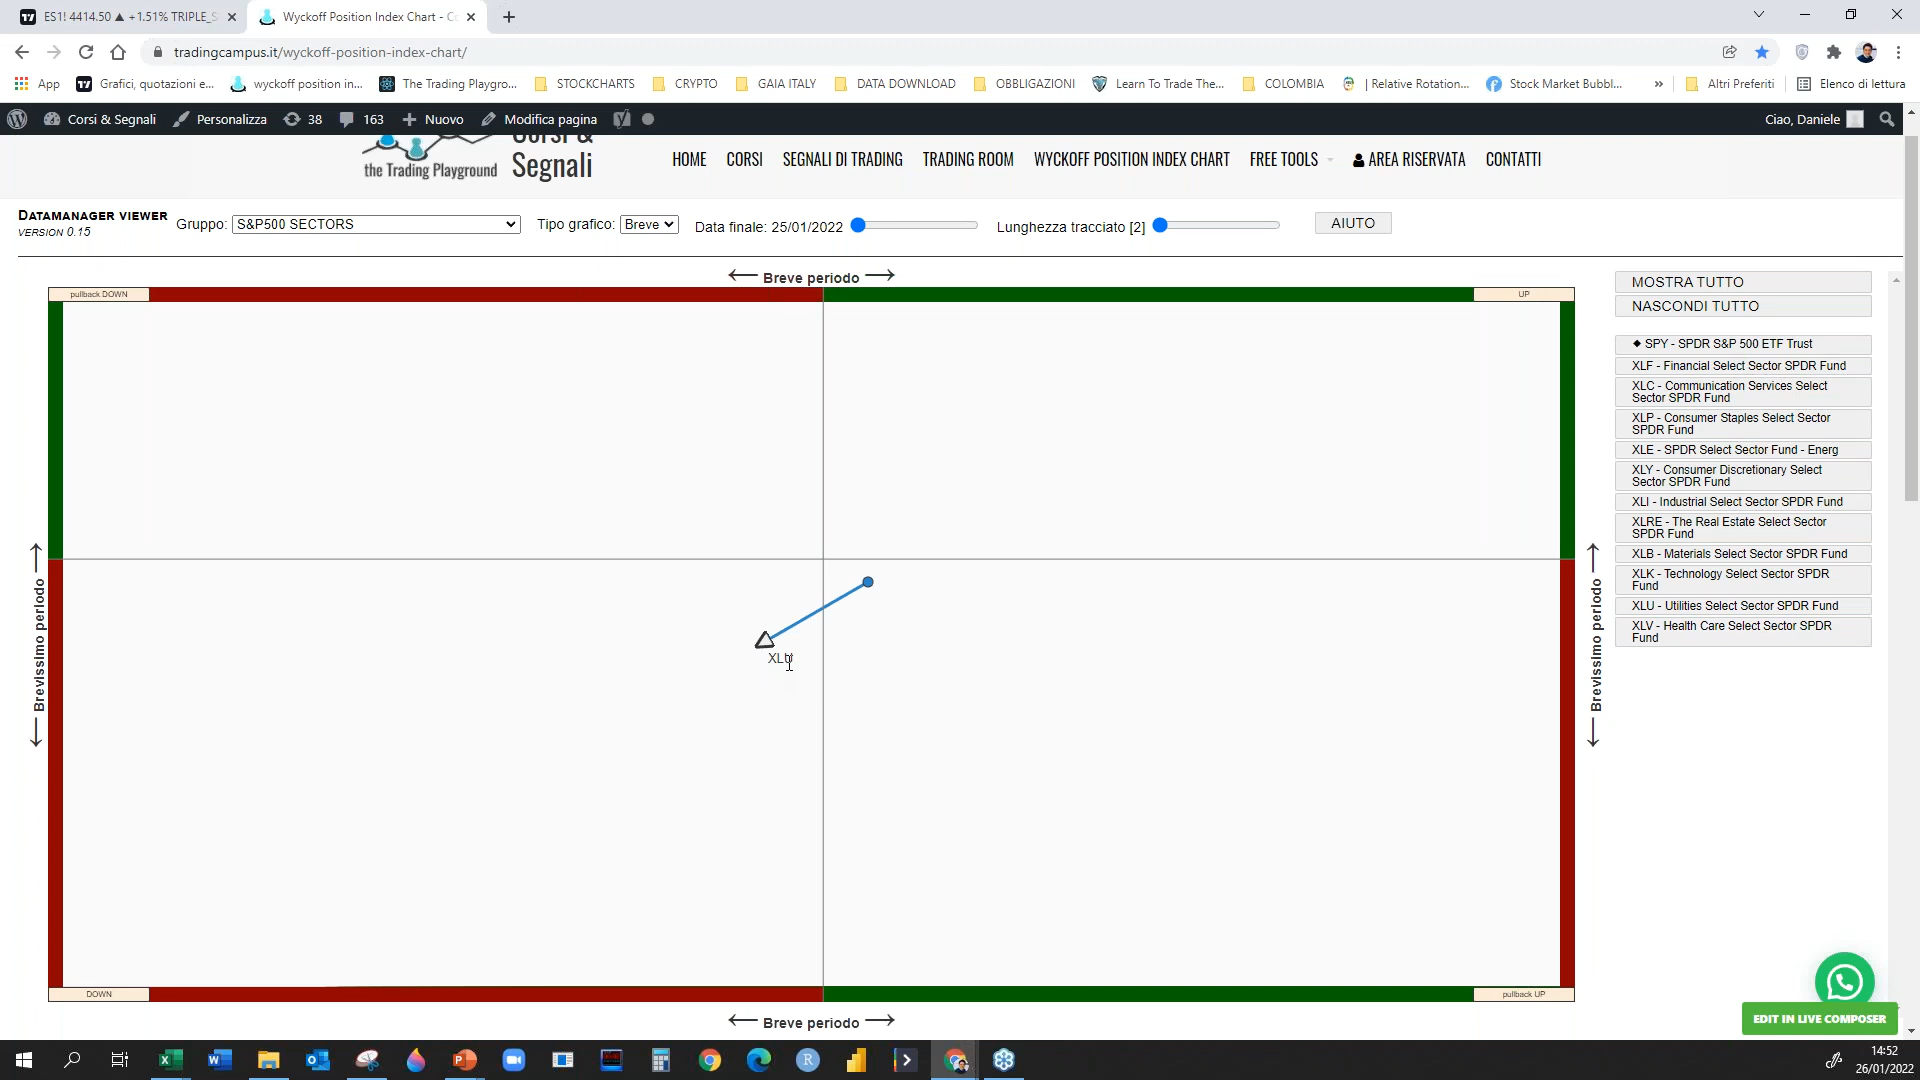 ES1! 4414.50 ▲ +1.51% TRIPLE_S
Wyckoff Position Index Chart - Co
tradingcampus.it/wyckoff-position-index-chart/
App
Grafici, quotazioni e...
wyckoff position in...
The Trading Playgro...
STOCKCHARTS
CRYPTO
GAIA ITALY
DATA DOWNLOAD
OBBLIGAZIONI
Learn To Trade The...
COLOMBIA
| Relative Rotation...
Stock Market Bubbl...
»
Altri Preferiti
Elenco di lettura
Corsi & Segnali
Personalizza
38
163
Nuovo
Modifica pagina
Ciao, Daniele
the Trading Playground
Corsi &
Segnali
HOME
CORSI
SEGNALI DI TRADING
TRADING ROOM
WYCKOFF POSITION INDEX CHART
FREE TOOLS
AREA RISERVATA
CONTATTI
DATAMANAGER VIEWER
VERSION 0.15
Gruppo: S&P500 SECTORS
Tipo grafico: Breve
Data finale: 25/01/2022
Lunghezza tracciato [2]
AIUTO
Breve periodo
pullback DOWN
UP
Brevissimo periodo
XLU
Brevissimo periodo
DOWN
pullback UP
Breve periodo
MOSTRA TUTTO
NASCONDI TUTTO
◆ SPY - SPDR S&P 500 ETF Trust
XLF - Financial Select Sector SPDR Fund
XLC - Communication Services Select
Sector SPDR Fund
XLP - Consumer Staples Select Sector
SPDR Fund
XLE - SPDR Select Sector Fund - Energ
XLY - Consumer Discretionary Select
Sector SPDR Fund
XLI - Industrial Select Sector SPDR Fund
XLRE - The Real Estate Select Sector
SPDR Fund
XLB - Materials Select Sector SPDR Fund
XLK - Technology Select Sector SPDR
Fund
XLU - Utilities Select Sector SPDR Fund
XLV - Health Care Select Sector SPDR
Fund
EDIT IN LIVE COMPOSER
14:52
26/01/2022